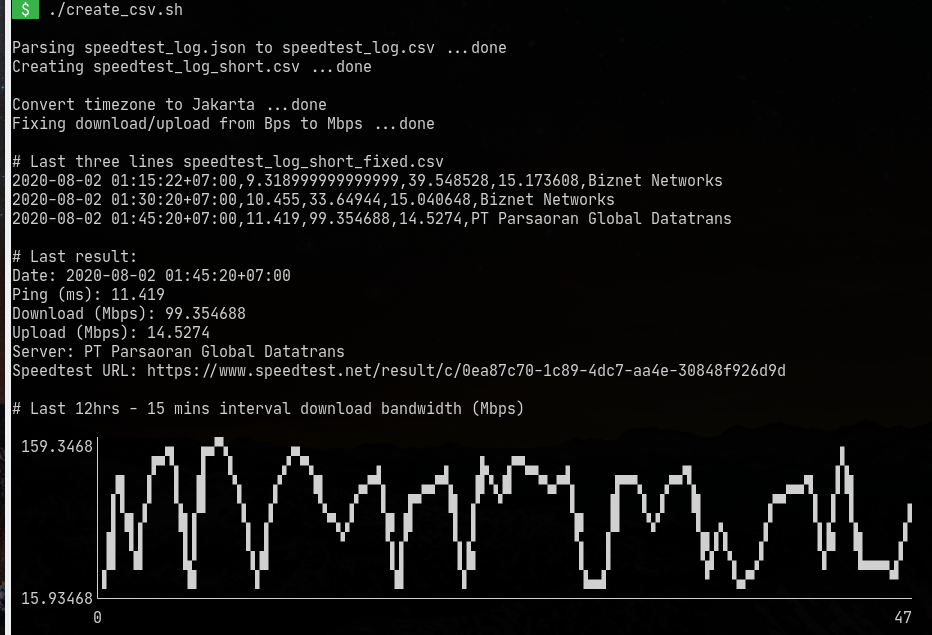 $ ./create_csv.sh
Parsing speedtest_log.json to speedtest_log.csv ...done
Creating speedtest_log_short.csv ...done
Convert timezone to Jakarta ...done
Fixing download/upload from Bps to Mbps ...done
# Last three lines speedtest_log_short_fixed.csv
2020-08-02 01:15:22+07:00,9.318999999999999,39.548528,15.173608,Biznet Networks
2020-08-02 01:30:20+07:00,10.455,33.64944,15.040648,Biznet Networks
2020-08-02 01:45:20+07:00,11.419,99.354688,14.5274,PT Parsaoran Global Datatrans
# Last result:
Date: 2020-08-02 01:45:20+07:00
Ping (ms): 11.419
Download (Mbps): 99.354688
Upload (Mbps): 14.5274
Server: PT Parsaoran Global Datatrans
Speedtest URL: https://www.speedtest.net/result/c/0ea87c70-1c89-4dc7-aa4e-30848f926d9d
# Last 12hrs - 15 mins interval download bandwidth (Mbps)
159.3468
15.93468
0 47